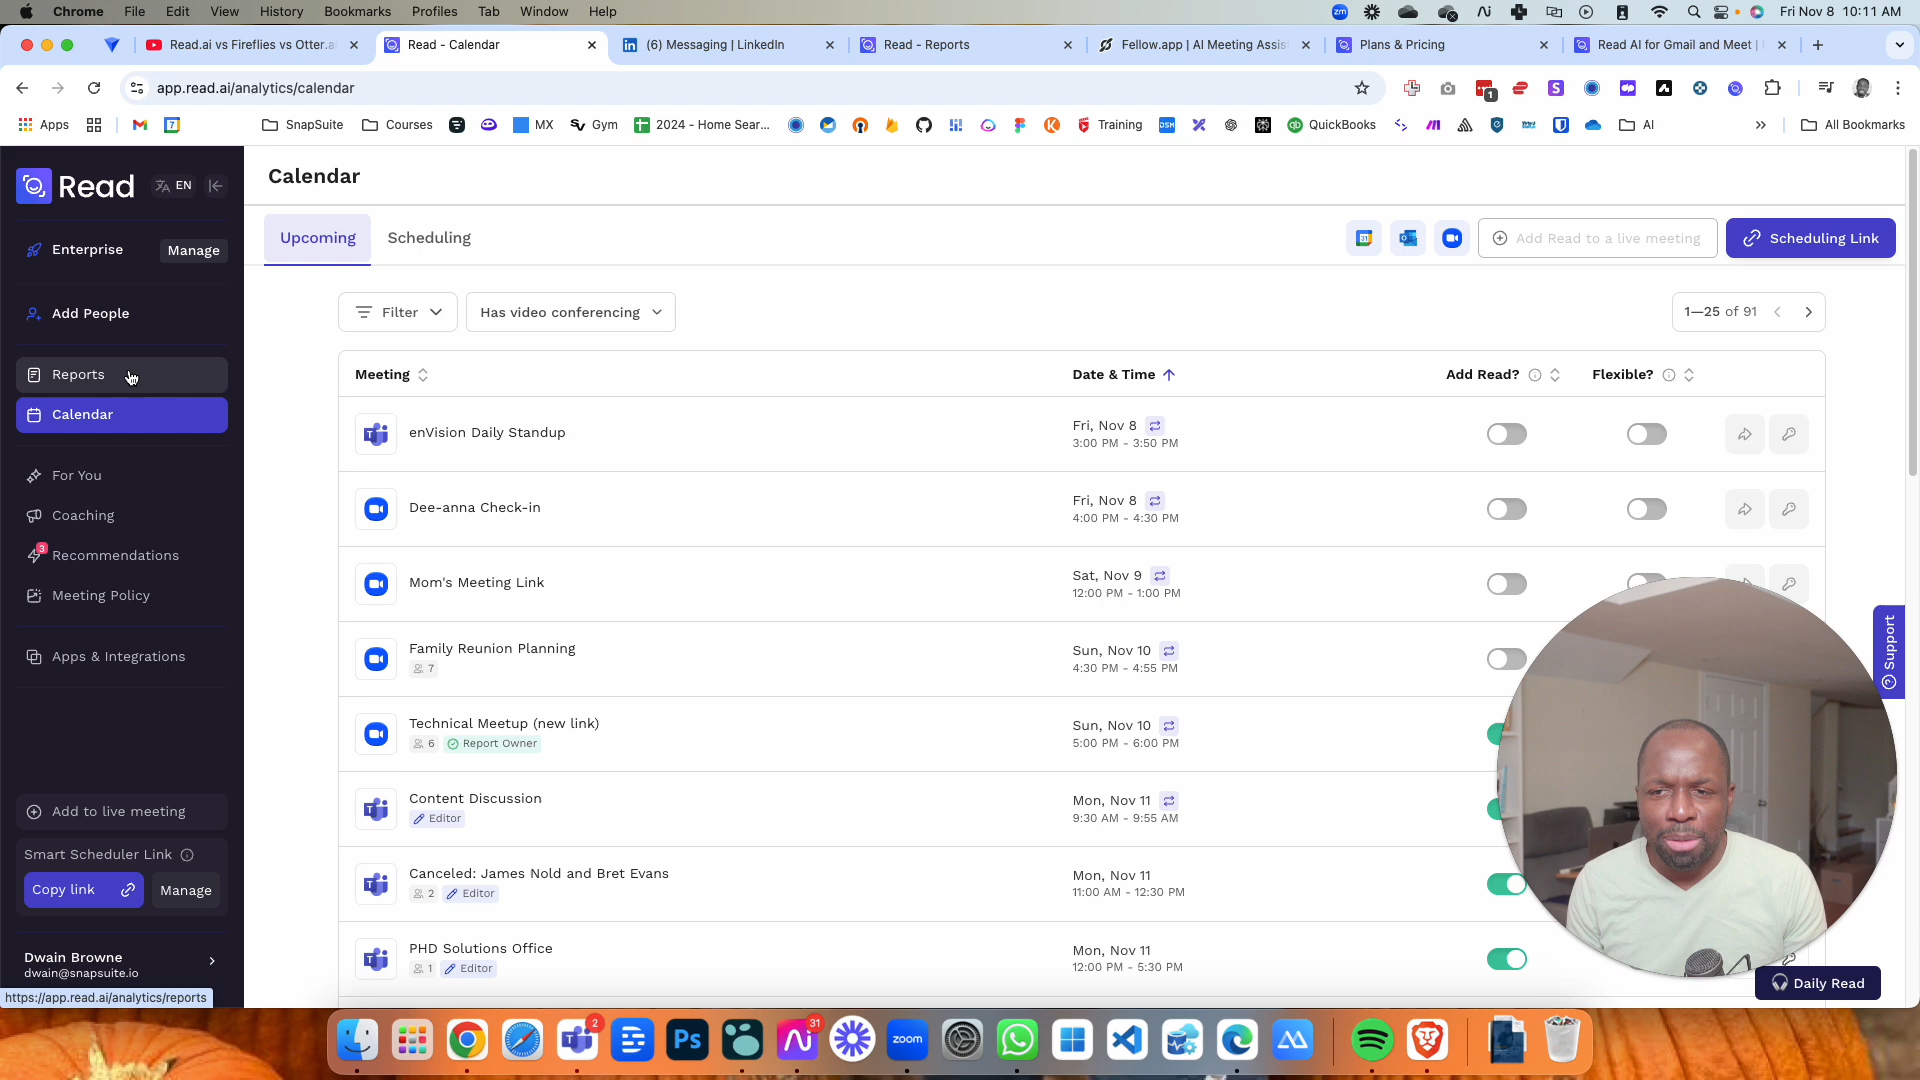 Chrome File Edit View History Bookmarks Profiles Tab Window Help
zm
Fri Nov 8 10:11 AM
Read.ai vs Fireflies vs Otter.a
Read - Calendar
(6) Messaging | LinkedIn
Read - Reports
Fellow.app | AI Meeting Assis
Plans & Pricing
Read AI for Gmail and Meet |
app.read.ai/analytics/calendar
1
Apps
SnapSuite
Courses
MX
Gym
2024 - Home Sear...
Training
QuickBooks
AI
All Bookmarks
Read
EN
Enterprise
Manage
Add People
Reports
Calendar
For You
Coaching
3
Recommendations
Meeting Policy
Apps & Integrations
Add to live meeting
Smart Scheduler Link
Copy link
Manage
Dwain Browne
dwain@snapsuite.io
https://app.read.ai/analytics/reports
Calendar
Upcoming
Scheduling
Add Read to a live meeting
Scheduling Link
Filter
Has video conferencing
1—25 of 91
Meeting
Date & Time
Add Read?
Flexible?
enVision Daily Standup
Fri, Nov 8
3:00 PM - 3:50 PM
Dee-anna Check-in
Fri, Nov 8
4:00 PM - 4:30 PM
Mom's Meeting Link
Sat, Nov 9
12:00 PM - 1:00 PM
Family Reunion Planning
7
Sun, Nov 10
4:30 PM - 4:55 PM
Technical Meetup (new link)
6 Report Owner
Sun, Nov 10
5:00 PM - 6:00 PM
Content Discussion
Editor
Mon, Nov 11
9:30 AM - 9:55 AM
Canceled: James Nold and Bret Evans
2 Editor
Mon, Nov 11
11:00 AM - 12:30 PM
PHD Solutions Office
1 Editor
Mon, Nov 11
12:00 PM - 5:30 PM
Support
Daily Read
2
Ps
31
zoom